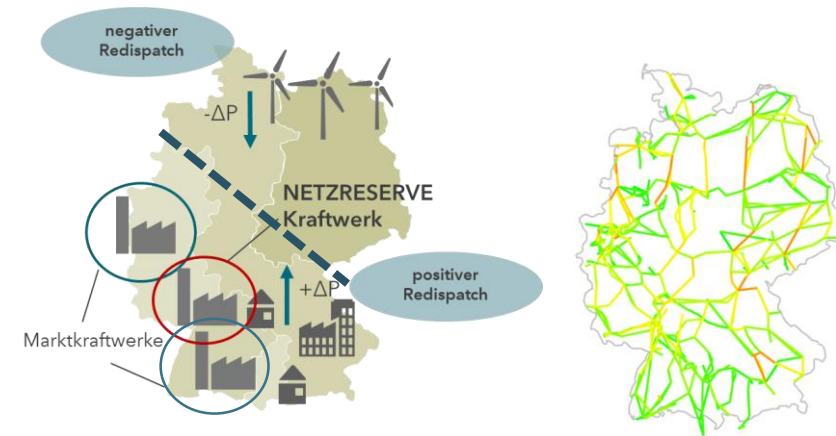 negativer
Redispatch
-ΔP
NETZRESERVE
Kraftwerk
+ΔP
positiver
Redispatch
Marktkraftwerke